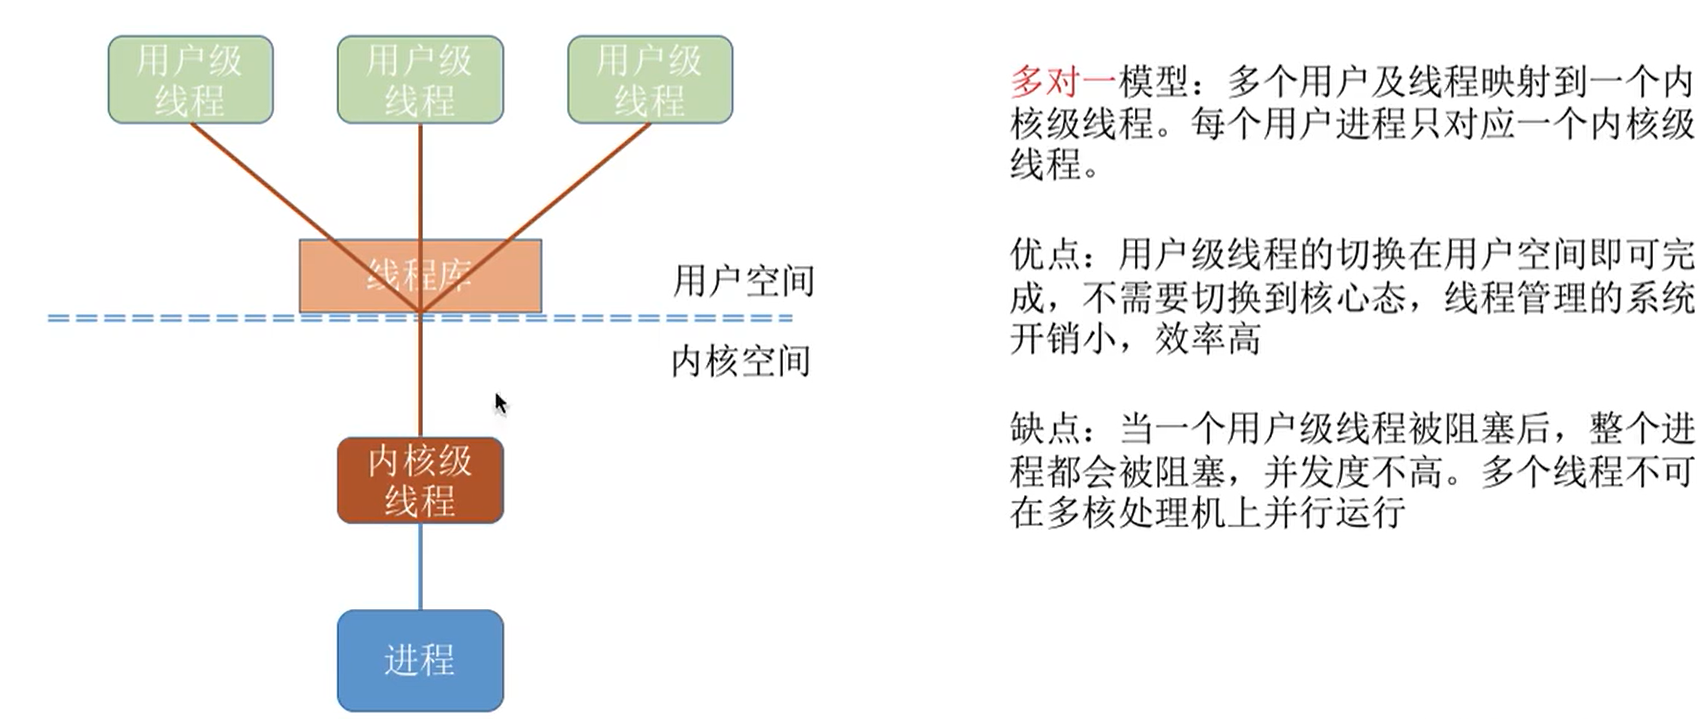 用户级
线程
用户级
线程
用户级
线程
线程库
用户空间
内核空间
内核级
线程
进程
多对一模型：多个用户及线程映射到一个内
核级线程。每个用户进程只对应一个内核级
线程。
优点：用户级线程的切换在用户空间即可完
成，不需要切换到核心态，线程管理的系统
开销小，效率高
缺点：当一个用户级线程被阻塞后，整个进
程都会被阻塞，并发度不高。多个线程不可
在多核处理机上并行运行